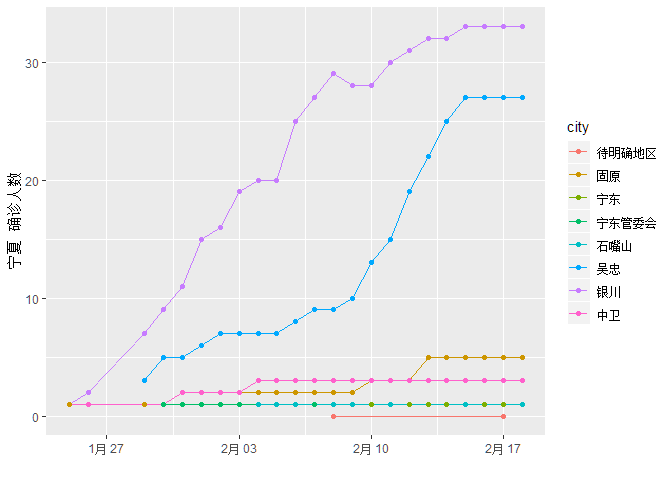 宁夏 确诊人数
30
20
10
0
1月 27
2月 03
2月 10
2月 17
city
待明确地区
固原
宁东
宁东管委会
石嘴山
吴忠
银川
中卫